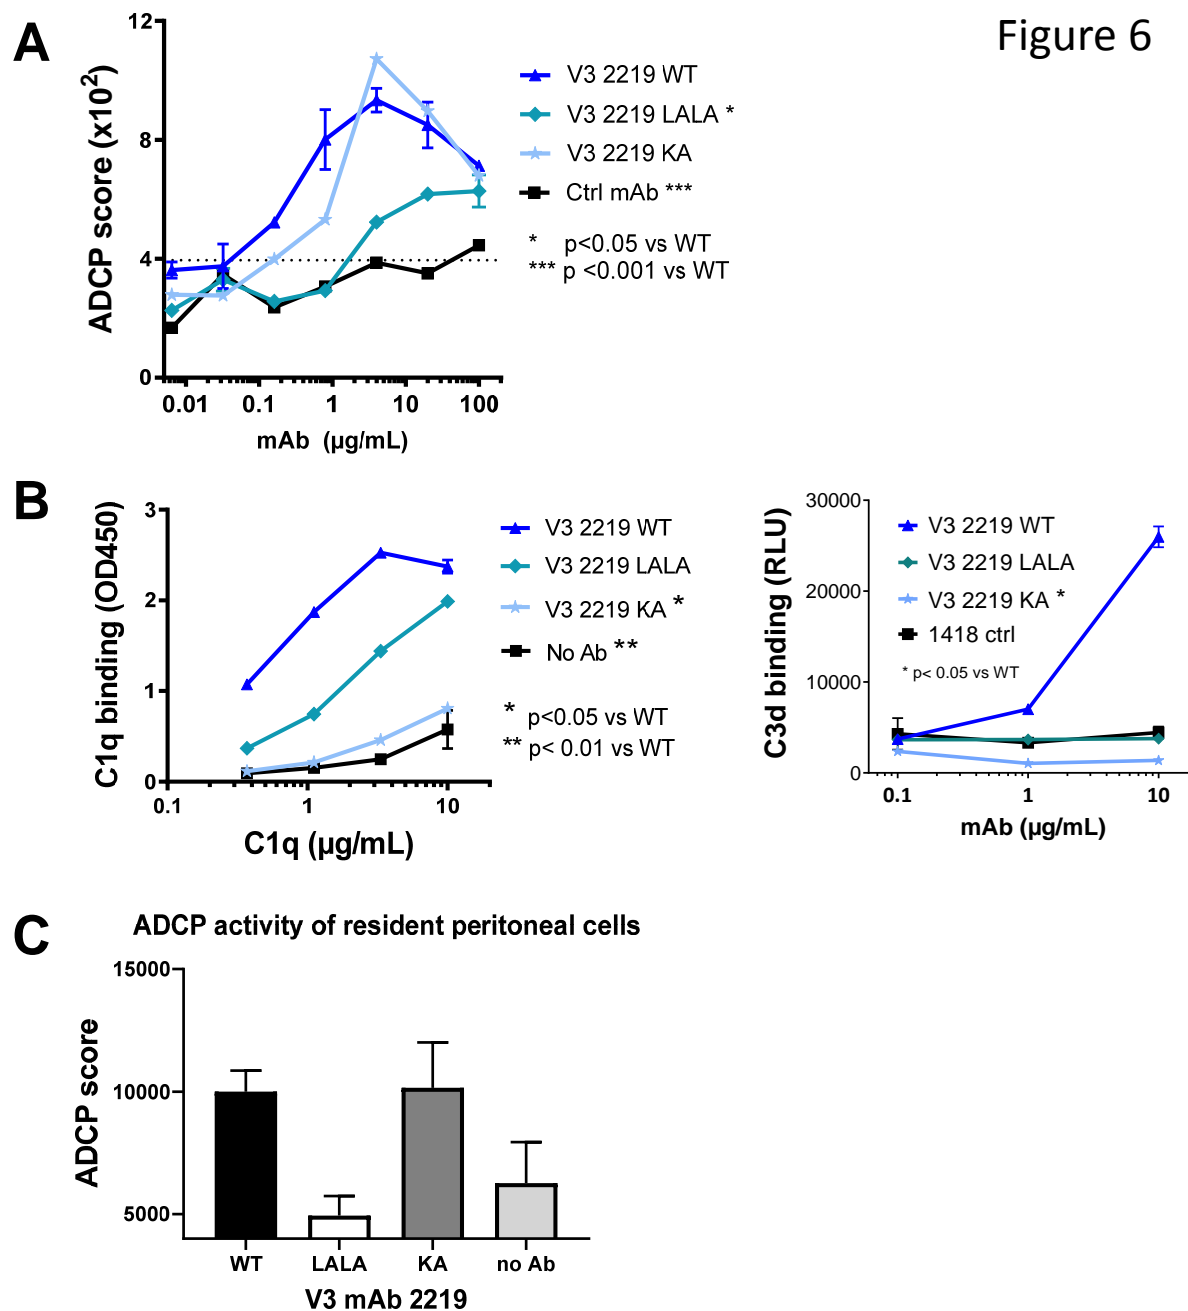 Figure 6
A
12
8
4
0
ADCP score (x10²)
0.01 0.1 1 10 100
mAb (µg/mL)
V3 2219 WT
V3 2219 LALA *
V3 2219 KA
Ctrl mAb ***
* p<0.05 vs WT
*** p <0.001 vs WT
B
3
2
1
0
C1q binding (OD450)
0.1 1 10
C1q (µg/mL)
V3 2219 WT
V3 2219 LALA
V3 2219 KA *
No Ab **
* p<0.05 vs WT
** p< 0.01 vs WT
30000
20000
10000
0
C3d binding (RLU)
0.1 1 10
mAb (µg/mL)
V3 2219 WT
V3 2219 LALA
V3 2219 KA *
1418 ctrl
* p< 0.05 vs WT
C
ADCP activity of resident peritoneal cells
15000
10000
5000
ADCP score
WT LALA KA no Ab
V3 mAb 2219